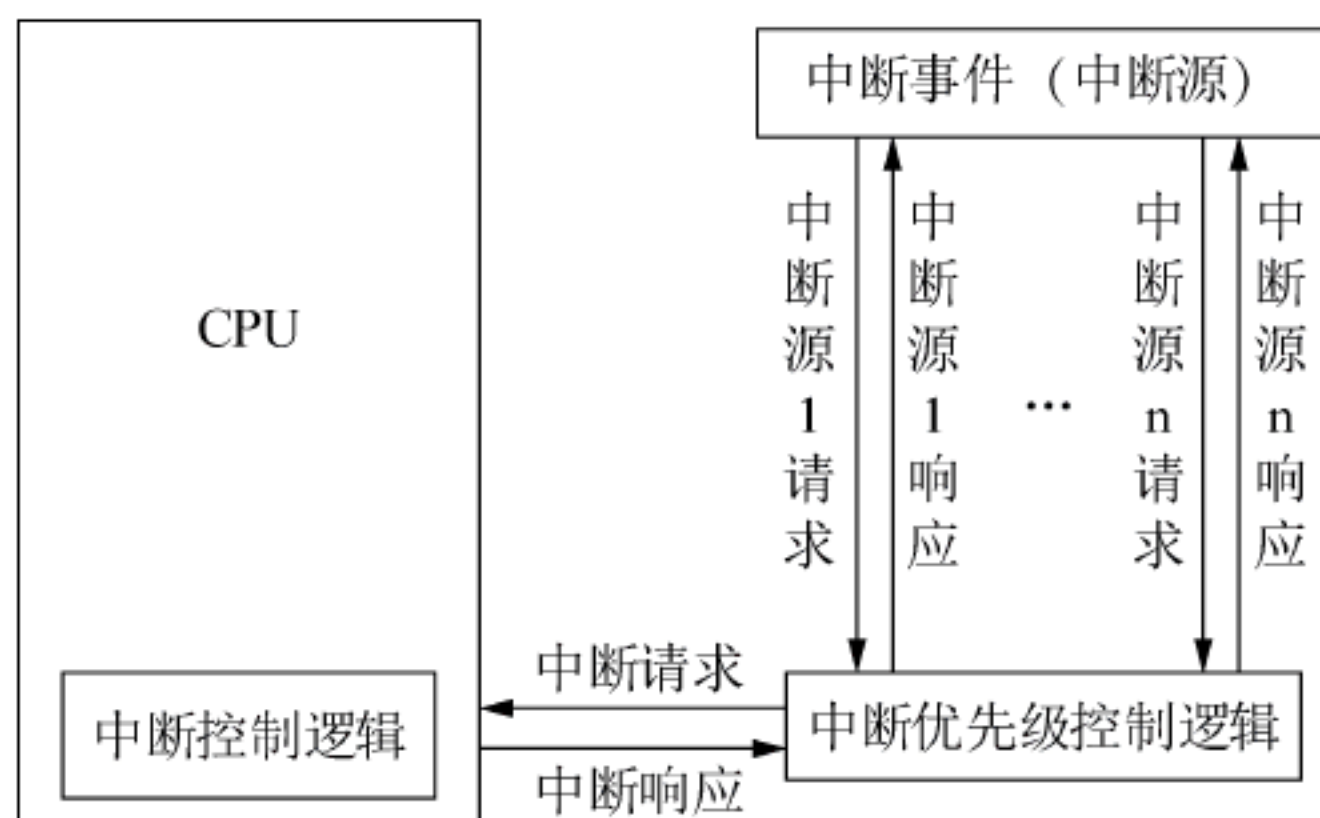 中断事件（中断源）
CPU
中断源1请求
中断源1响应
…
中断源n请求
中断源n响应
中断请求
中断控制逻辑
中断优先级控制逻辑
中断响应